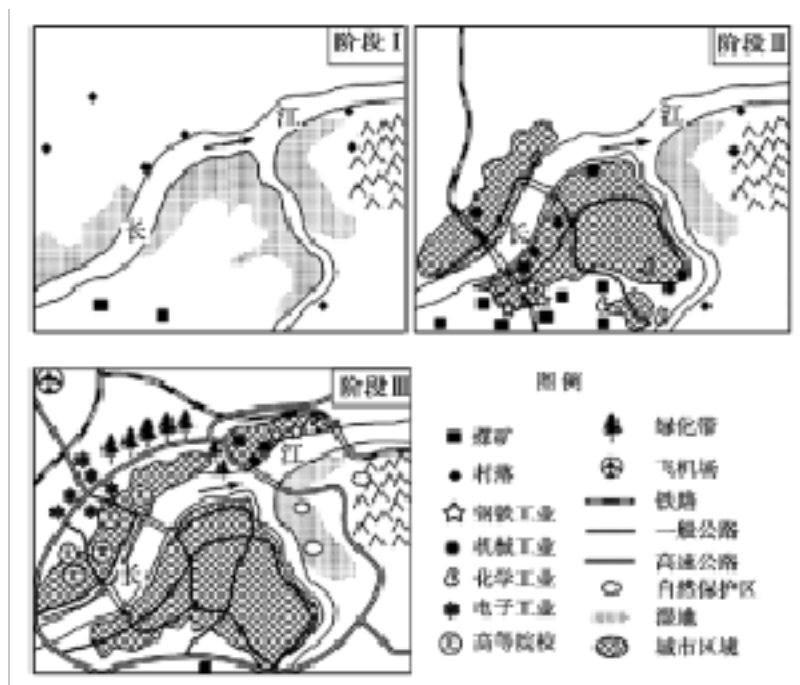 阶段Ⅰ
江
长
阶段Ⅱ
江
长
阶段Ⅲ
江
长
图例
煤矿
村落
钢铁工业
机械工业
化学工业
电子工业
高等院校
绿化带
飞机场
铁路
一般公路
高速公路
自然保护区
湿地
城市区域